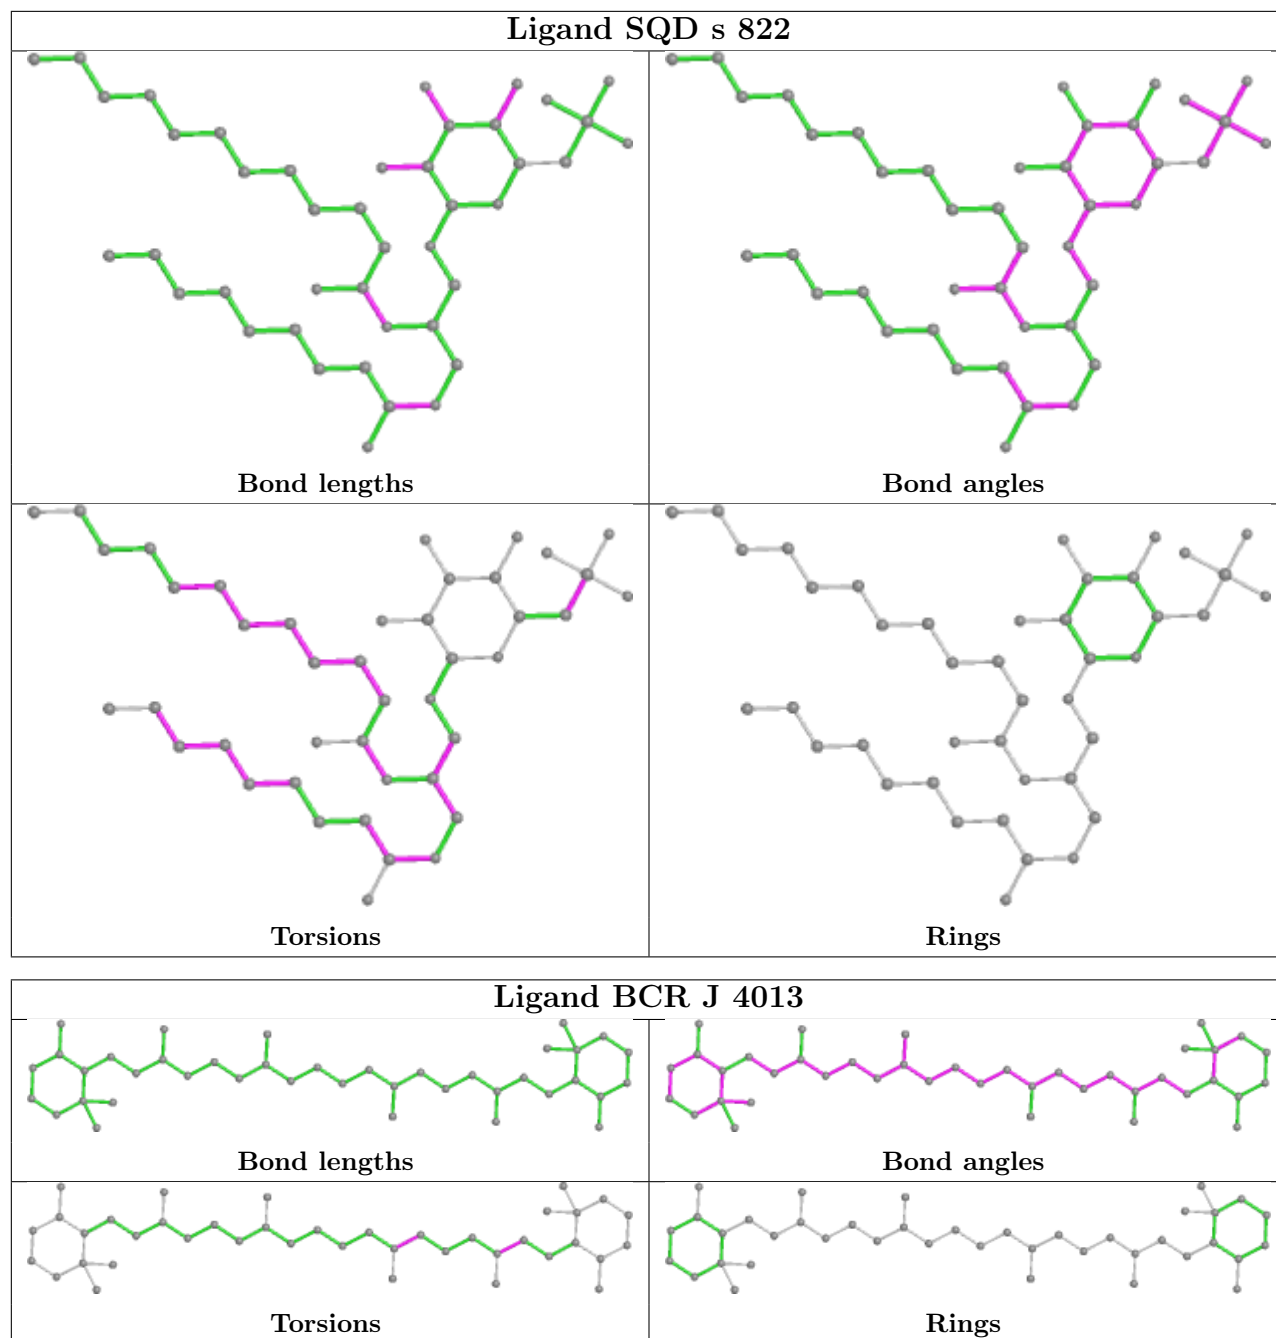 Ligand SQD s 822
Bond lengths
Bond angles
Torsions
Rings
Ligand BCR J 4013
Bond lengths
Bond angles
Torsions
Rings